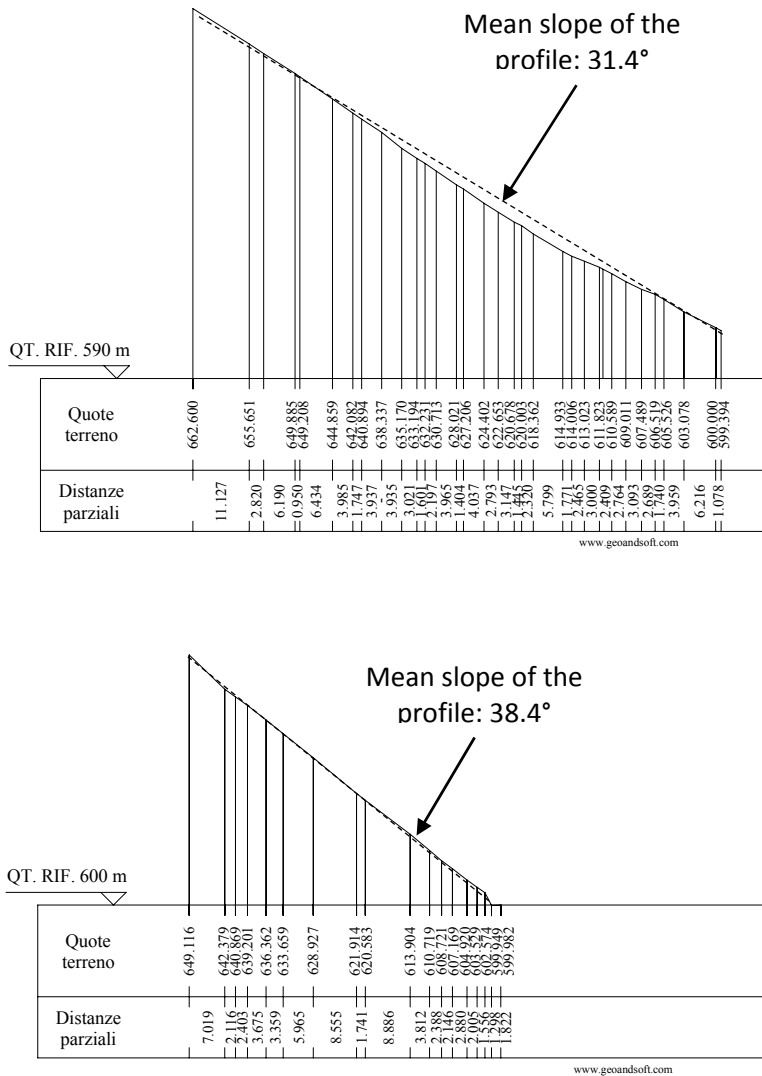 Mean slope of the
profile: 31.4°
QT. RIF. 590 m
Quote
terreno
662.600 655.651 649.885 649.208 644.859 642.082 640.894 638.337 635.170 633.194 632.231 630.713 628.021 627.206 624.402 622.653 620.678 620.003 618.362 614.933 614.006 613.023 611.823 610.589 609.011 607.489 606.519 605.526 603.078 600.000 599.394
Distanze
parziali
11.127 2.820 6.190 0.950 6.434 3.985 1.747 3.937 3.935 3.021 1.601 2.197 3.965 1.404 4.037 2.793 3.147 1.445 2.320 5.799 1.771 2.465 3.000 2.409 2.764 3.093 2.689 1.740 3.959 6.216 1.078
www.geoandsoft.com
Mean slope of the
profile: 38.4°
QT. RIF. 600 m
Quote
terreno
649.116 642.379 640.869 639.201 636.362 633.659 628.927 621.914 620.583 613.904 610.719 608.721 607.169 604.920 603.529 602.574 599.949 599.982
Distanze
parziali
7.019 2.116 2.403 3.675 3.359 5.965 8.555 1.741 8.886 3.812 2.388 2.146 2.880 2.005 1.556 1.298 1.822
www.geoandsoft.com